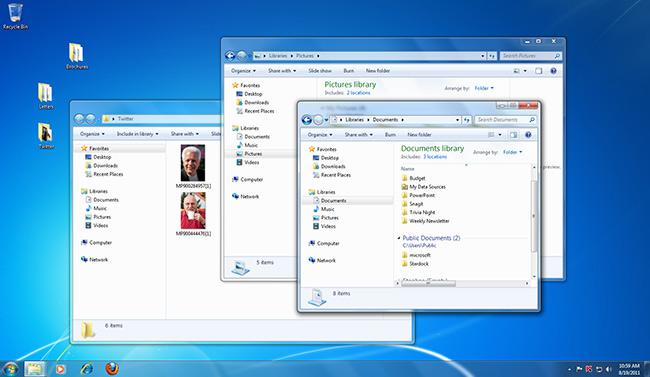 Recycle Bin
Brochures
Letters
Twitter
Libraries Pictures
Search Pictures
Organize Share with Slide show Burn New folder
Favorites
Desktop
Downloads
Recent Places
Libraries
Documents
Music
Pictures
Videos
Computer
Network
Pictures library
Includes: 2 locations
Arrange by: Folder
5 items
Twitter
Organize Include in library Share with Slide
Favorites
Desktop
Downloads
Recent Places
Libraries
Documents
Music
Pictures
Videos
Computer
Network
MP900284957[1]
MP900444476[1]
6 items
Libraries Documents
Search Documents
Organize Share with Burn New folder
Favorites
Desktop
Downloads
Recent Places
Libraries
Documents
Music
Pictures
Videos
Computer
Network
Documents library
Includes: 3 locations
Arrange by: Folder
Name
Budget
My Data Sources
PowerPoint
Snagit
Trivia Night
Weekly Newsletter
Public Documents (2)
C:\Users\Public
microsoft
Stardock
8 items
preview.
10:59 AM
8/19/2011